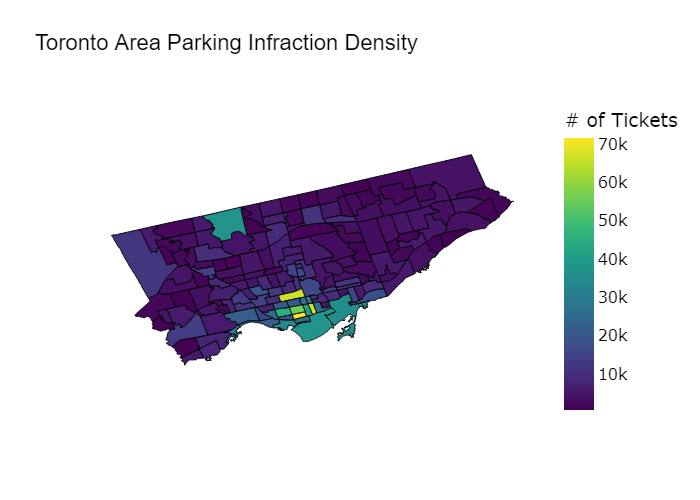 Toronto Area Parking Infraction Density
# of Tickets
70k
60k
50k
40k
30k
20k
10k